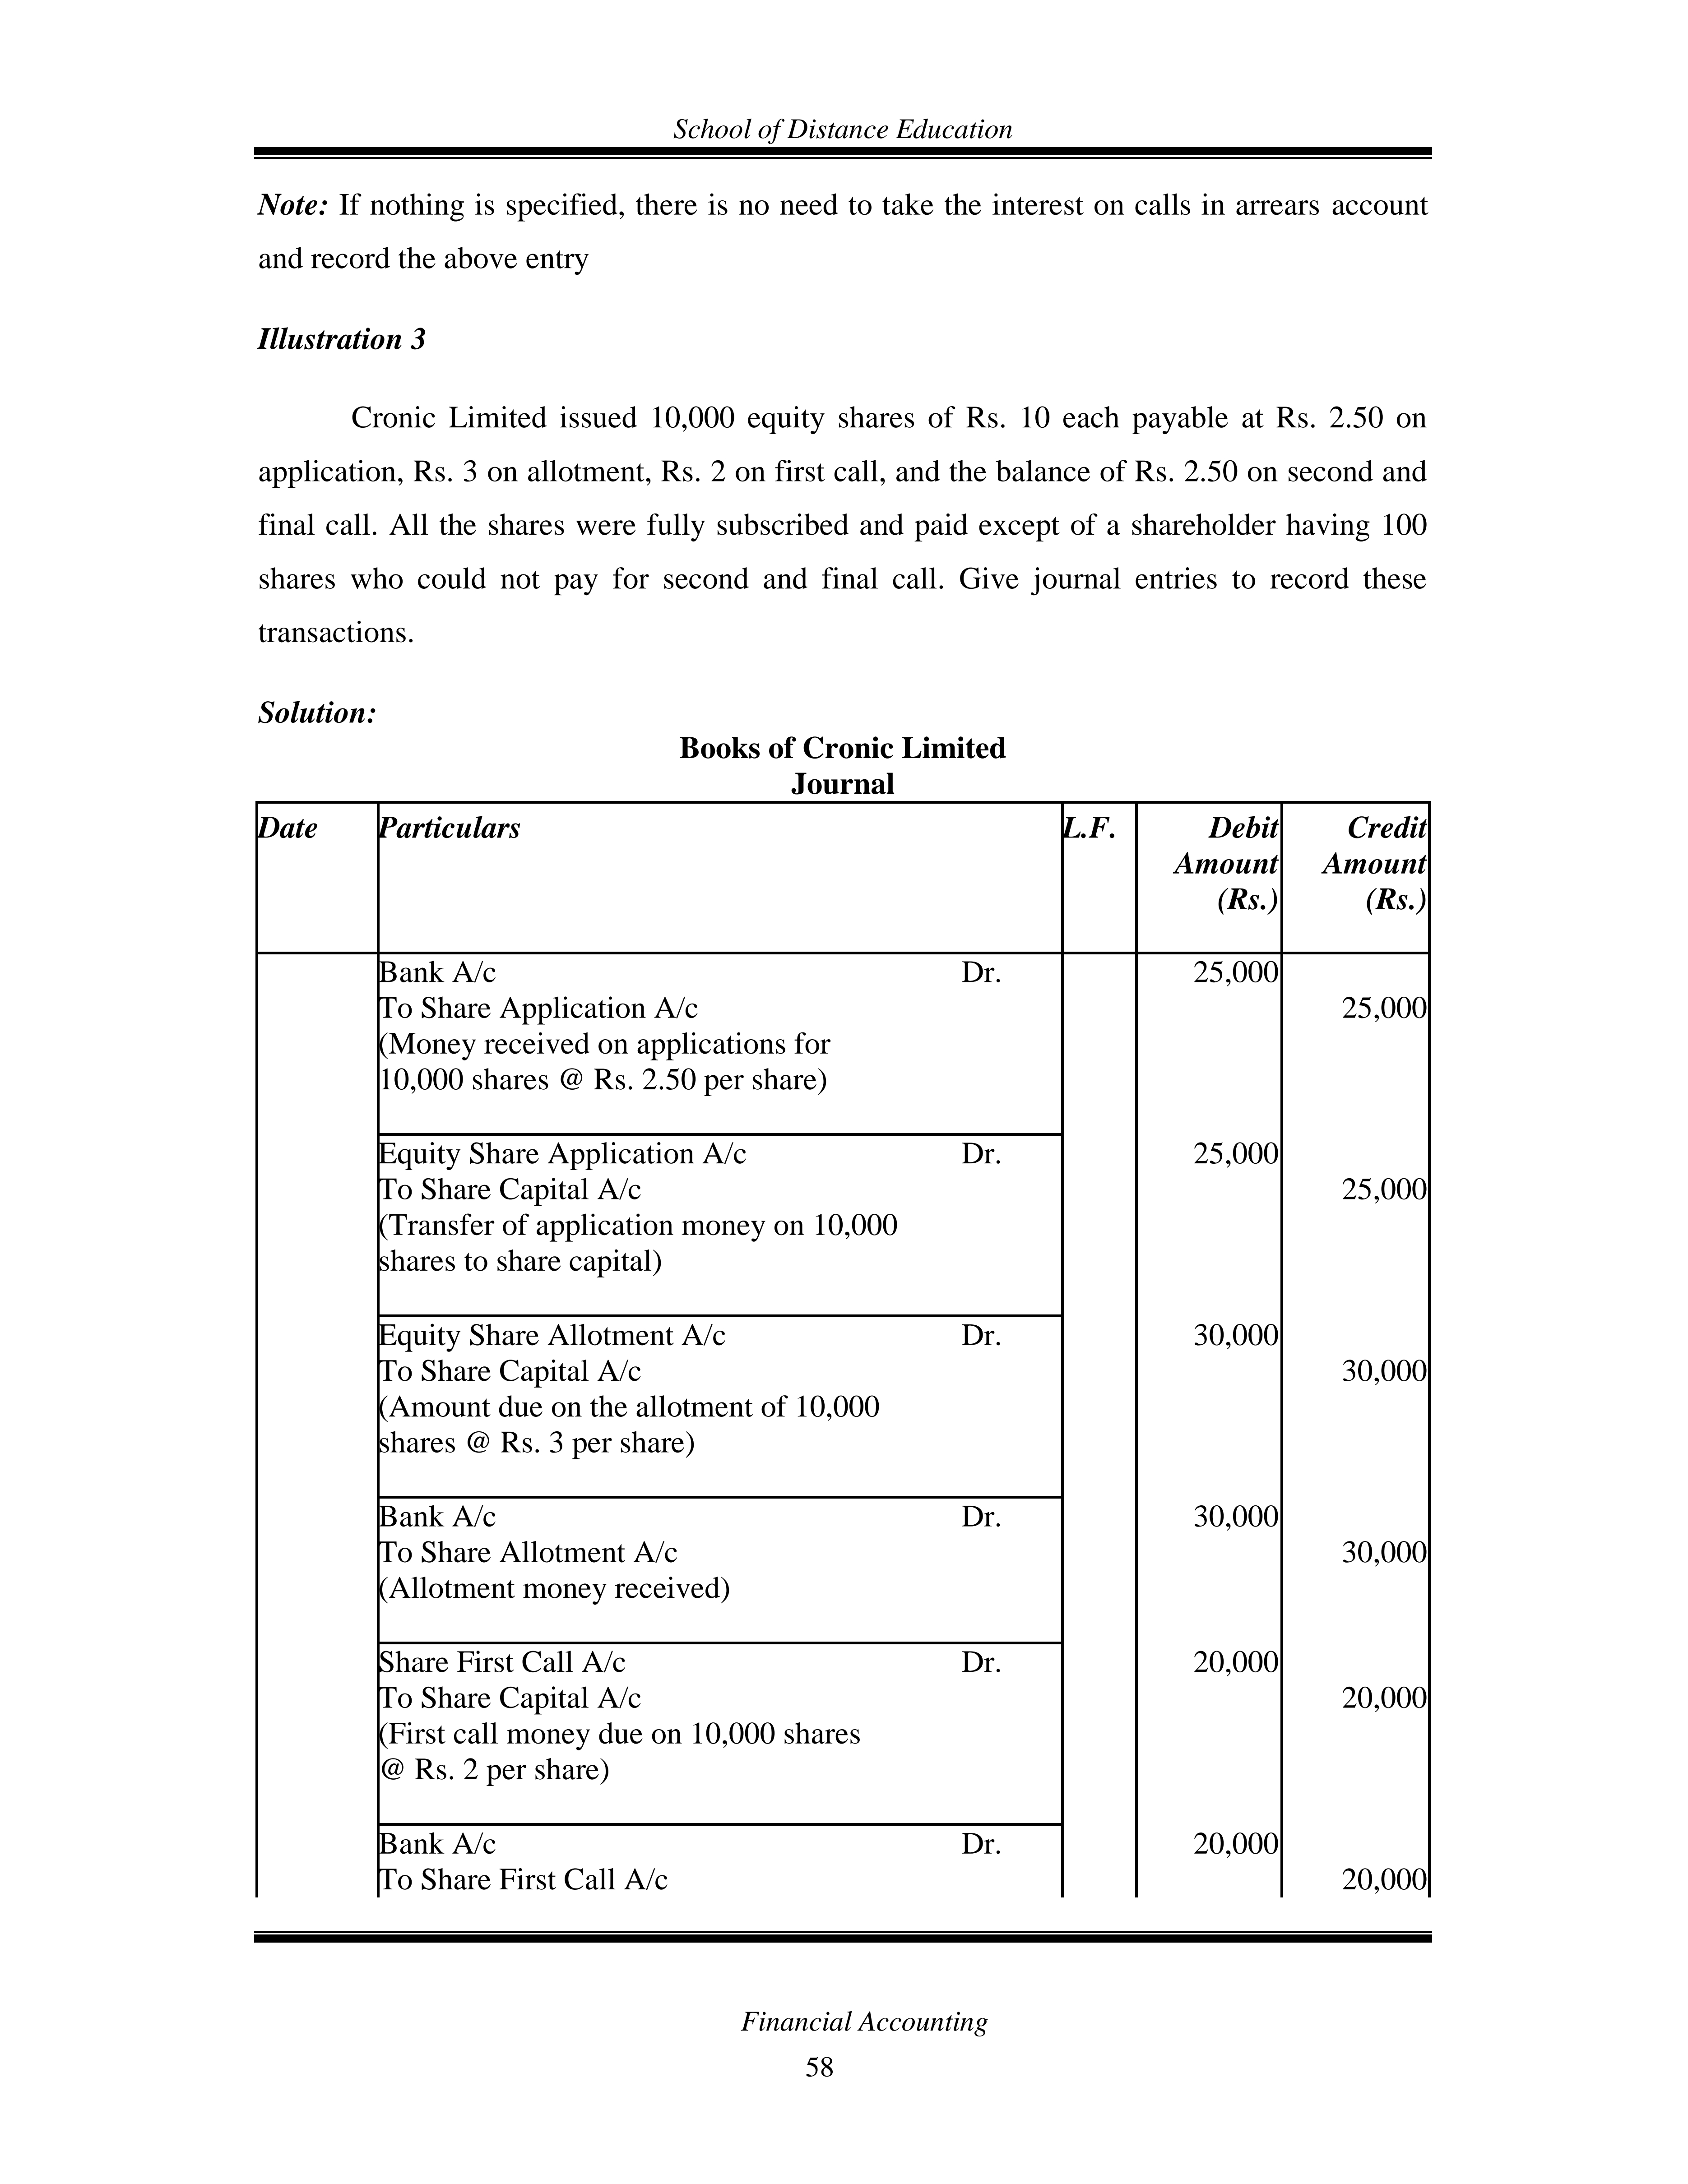 School of Distance Education
Note: If nothing is specified, there is no need to take the interest on calls in arrears account
and record the above entry
Illustration 3
Cronic Limited issued 10,000 equity shares of Rs. 10 each payable at Rs. 2.50 on
application, Rs. 3 on allotment, Rs. 2 on first call, and the balance of Rs. 2.50 on second and
final call. All the shares were fully subscribed and paid except of a shareholder having 100
shares who could not pay for second and final call. Give journal entries to record these
transactions.
Solution:
Books of Cronic Limited
Journal
Date Particulars L.F. Debit Credit
Amount Amount
(Rs.) (Rs.)
Bank A/c Dr. 25,000
To Share Application A/c 25,000
(Money received on applications for
10,000 shares @ Rs. 2.50 per share)
Equity Share Application A/c Dr. 25,000
To Share Capital A/c 25,000
(Transfer of application money on 10,000
shares to share capital)
Equity Share Allotment A/c Dr. 30,000
To Share Capital A/c 30,000
(Amount due on the allotment of 10,000
shares @ Rs. 3 per share)
Bank A/c Dr. 30,000
To Share Allotment A/c 30,000
(Allotment money received)
Share First Call A/c Dr. 20,000
To Share Capital A/c 20,000
(First call money due on 10,000 shares
@ Rs. 2 per share)
Bank A/c Dr. 20,000
To Share First Call A/c 20,000
Financial Accounting
58